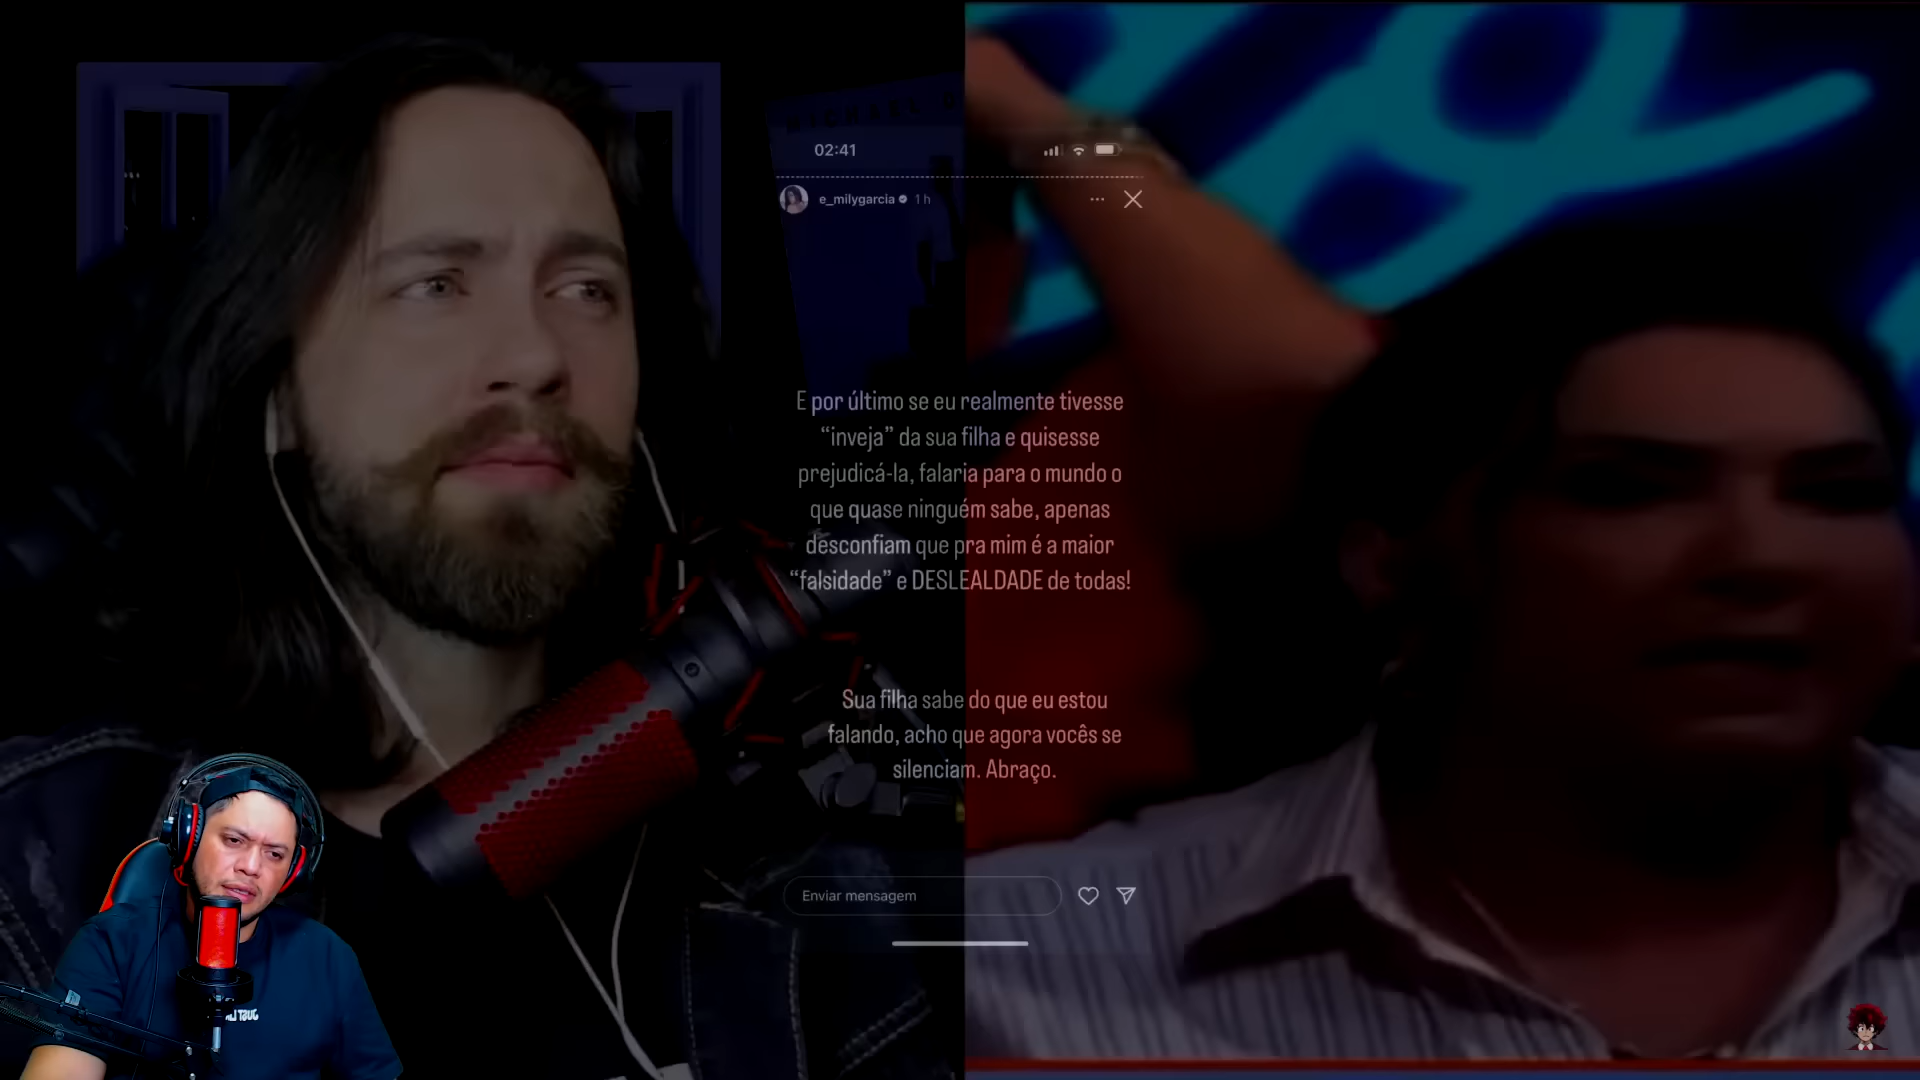 02:41
e_milygarcia 1 h
E por último se eu realmente tivesse
“inveja” da sua filha e quisesse
prejudicá-la, falaria para o mundo o
que quase ninguém sabe, apenas
desconfiam que pra mim é a maior
“falsidade” e DESLEALDADE de todas!
Sua filha sabe do que eu estou
falando, acho que agora vocês se
silenciam. Abraço.
Enviar mensagem